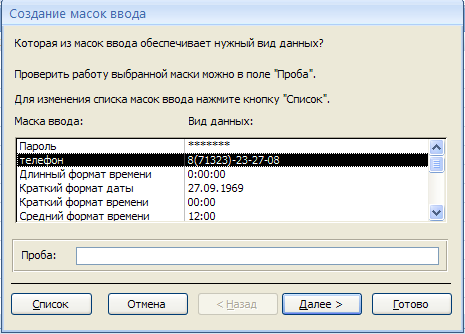 Создание масок ввода
Которая из масок ввода обеспечивает нужный вид данных?
Проверить работу выбранной маски можно в поле "Проба".
Для изменения списка масок ввода нажмите кнопку "Список".
Маска ввода: Вид данных:
Пароль *******
телефон 8(71323)-23-27-08
Длинный формат времени 0:00:00
Краткий формат даты 27.09.1969
Краткий формат времени 00:00
Средний формат времени 12:00
Проба:
Список Отмена < Назад Далее > Готово